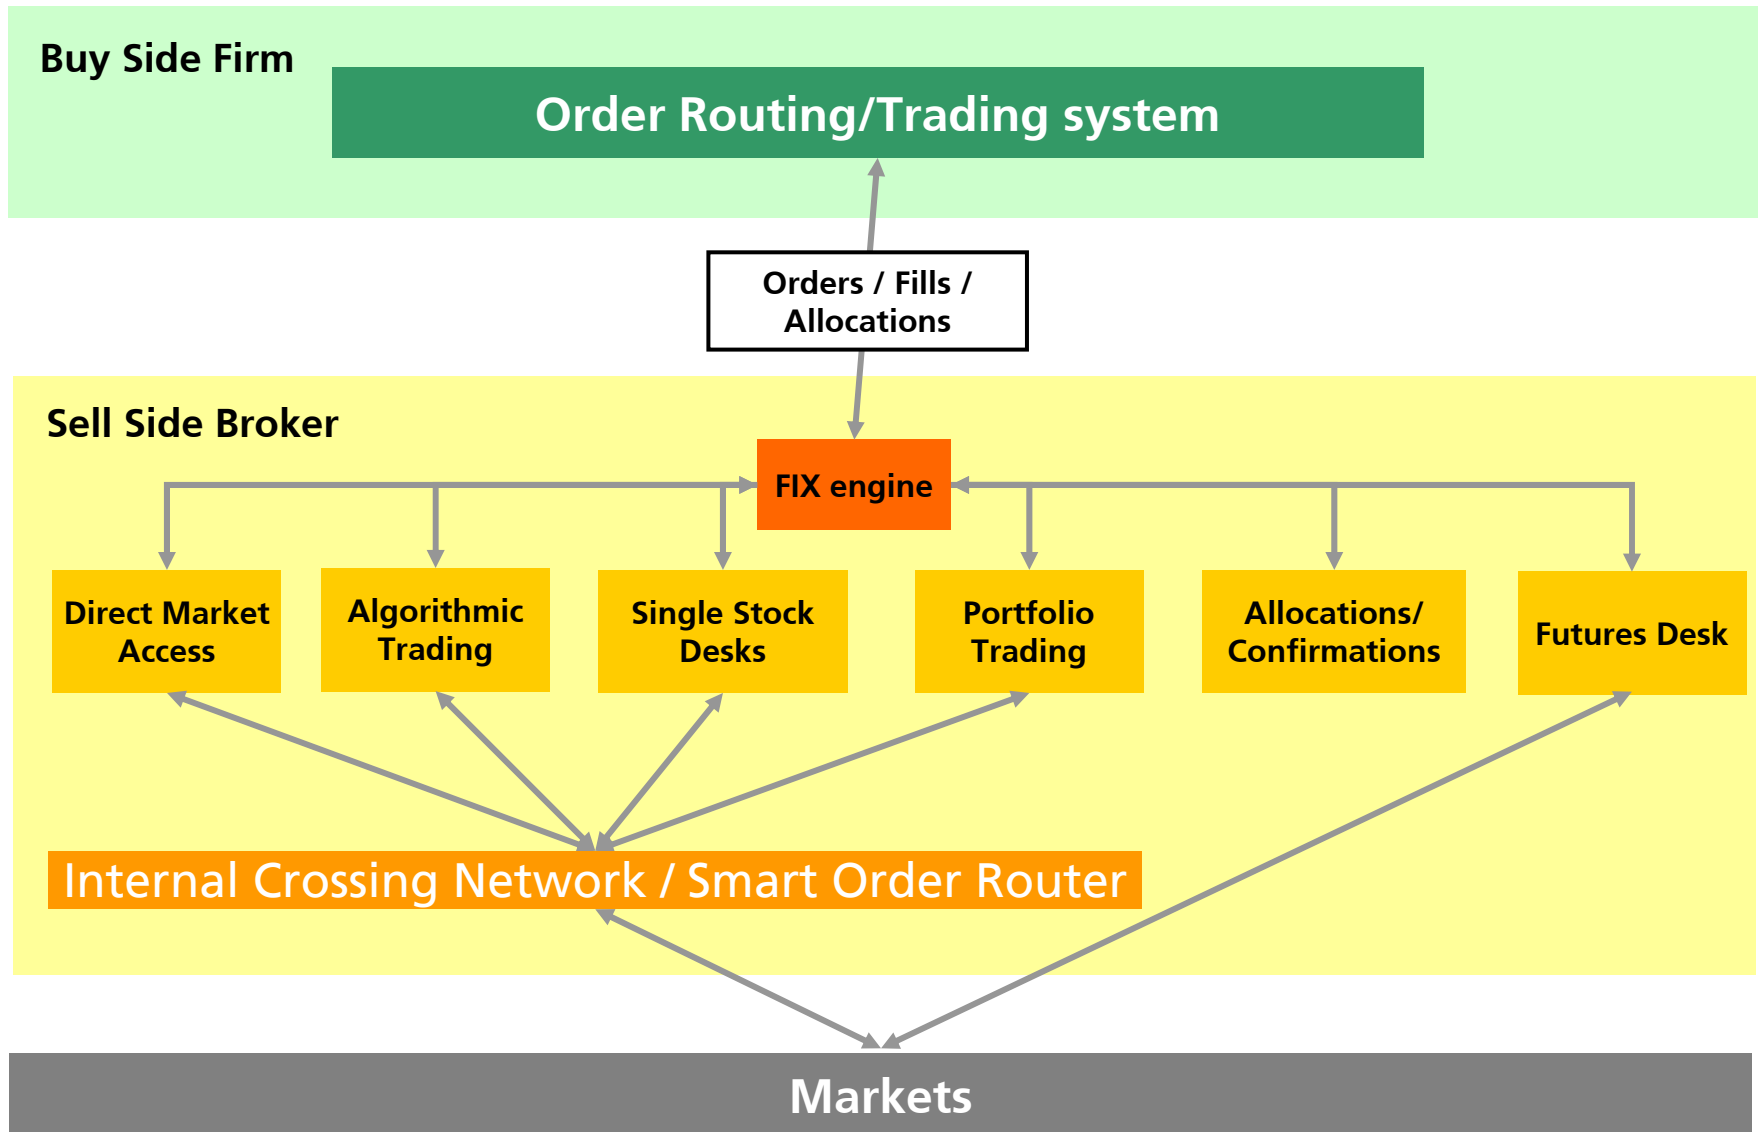 Buy Side Firm
Order Routing/Trading system
Orders / Fills /
Allocations
Sell Side Broker
FIX engine
Direct Market
Access
Algorithmic
Trading
Single Stock
Desks
Portfolio
Trading
Allocations/
Confirmations
Futures Desk
Internal Crossing Network / Smart Order Router
Markets